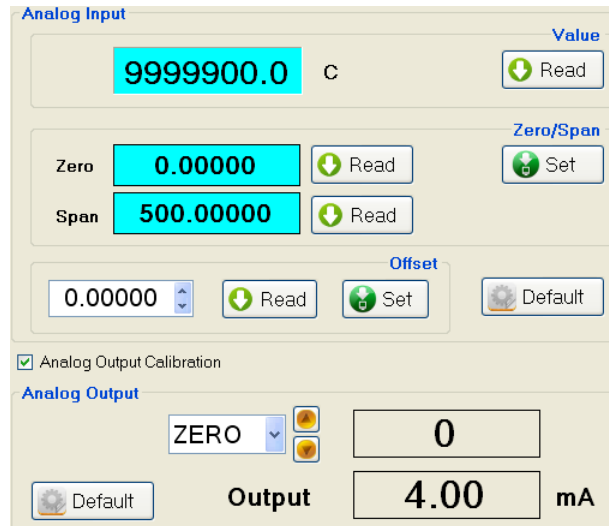 Analog Input
Value
9999900.0 C Read
Zero/Span
Zero 0.00000 Read Set
Span 500.00000 Read
Offset
0.00000 Read Set Default
Analog Output Calibration
Analog Output
ZERO 0
Default Output 4.00 mA